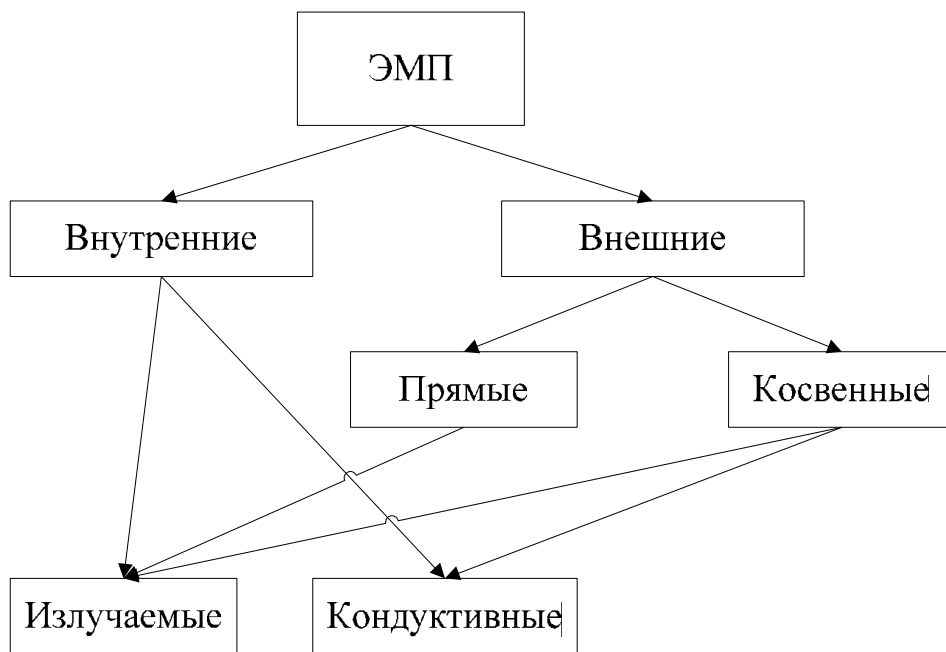 ЭМП
Внутренние
Внешние
Прямые
Косвенные
Излучаемые
Кондуктивные